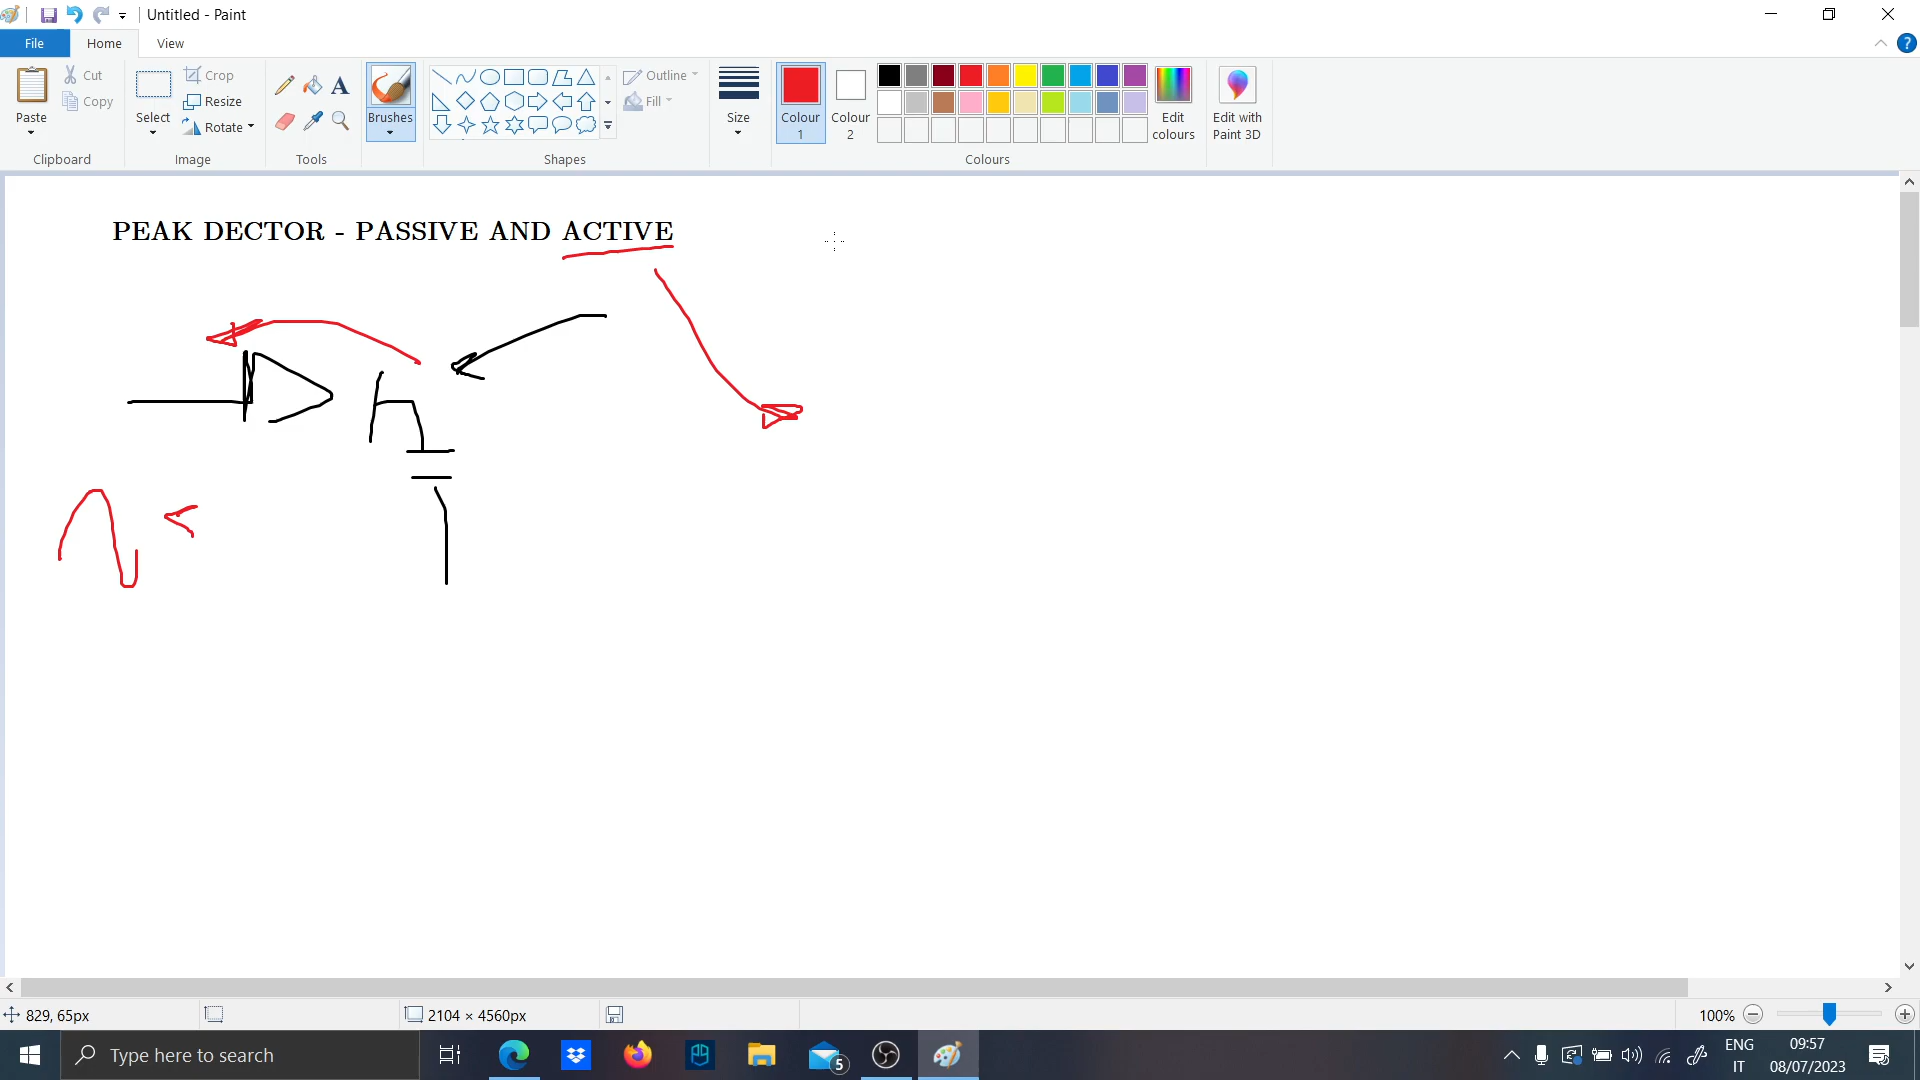 Untitled - Paint
File Home View
Paste
Cut
Copy
Clipboard
Select
Crop
Resize
Rotate
Image
Tools
Brushes
Shapes
Outline
Fill
Size
Colour 1
Colour 2
Edit colours
Colours
Edit with Paint 3D
PEAK DECTOR - PASSIVE AND ACTIVE
829, 65px
2104 × 4560px
100%
Type here to search
5
ENG
IT
09:57
08/07/2023